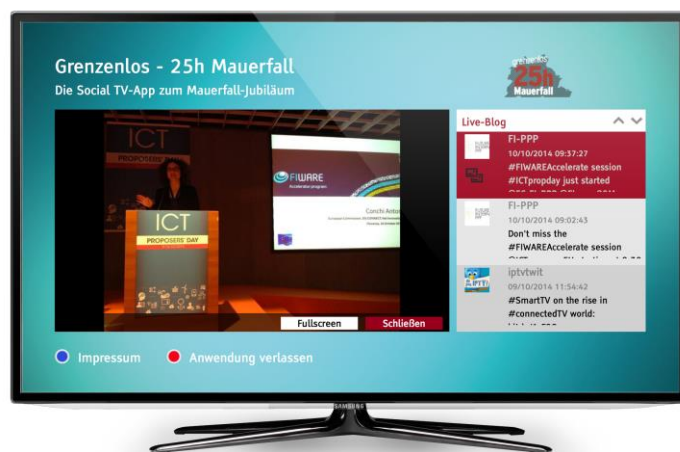 Grenzenlos - 25h Mauerfall
Die Social TV-App zum Mauerfall-Jubiläum
grenzenlos
25h
Mauerfall
ICT
PROPOSERS'
FIWARE
Accelerator program
Conchi
ICT
PROPOSERS' DAY
Fullscreen
Schließen
Live-Blog
FI-PPP
10/10/2014 09:37:27
#FIWAREAccelerate session
#ICTpropday just started
FI-PPP
10/10/2014 09:02:43
Don't miss the
#FIWAREAccelerate session
iptvtwit
09/10/2014 11:54:42
#SmartTV on the rise in
#connectedTV world:
Impressum
Anwendung verlassen
SAMSUNG